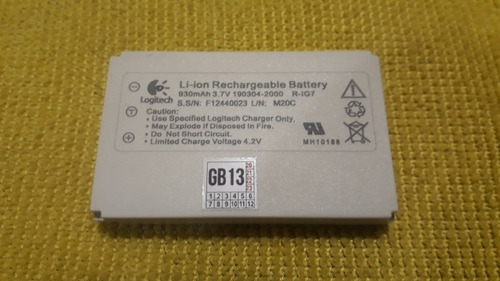 Logitech
Li-ion Rechargeable Battery
930mAh 3.7V 190304-2000 R-IG7
S.S/N: F12440023 L/N: M20C
Caution:
• Use Specified Logitech Charger Only.
• May Explode if Disposed in Fire.
• Do Not Short Circuit.
• Limited Charge Voltage 4.2V
MH10188
GB13
1 2 3 4 5 6
7 8 9 10 11 12